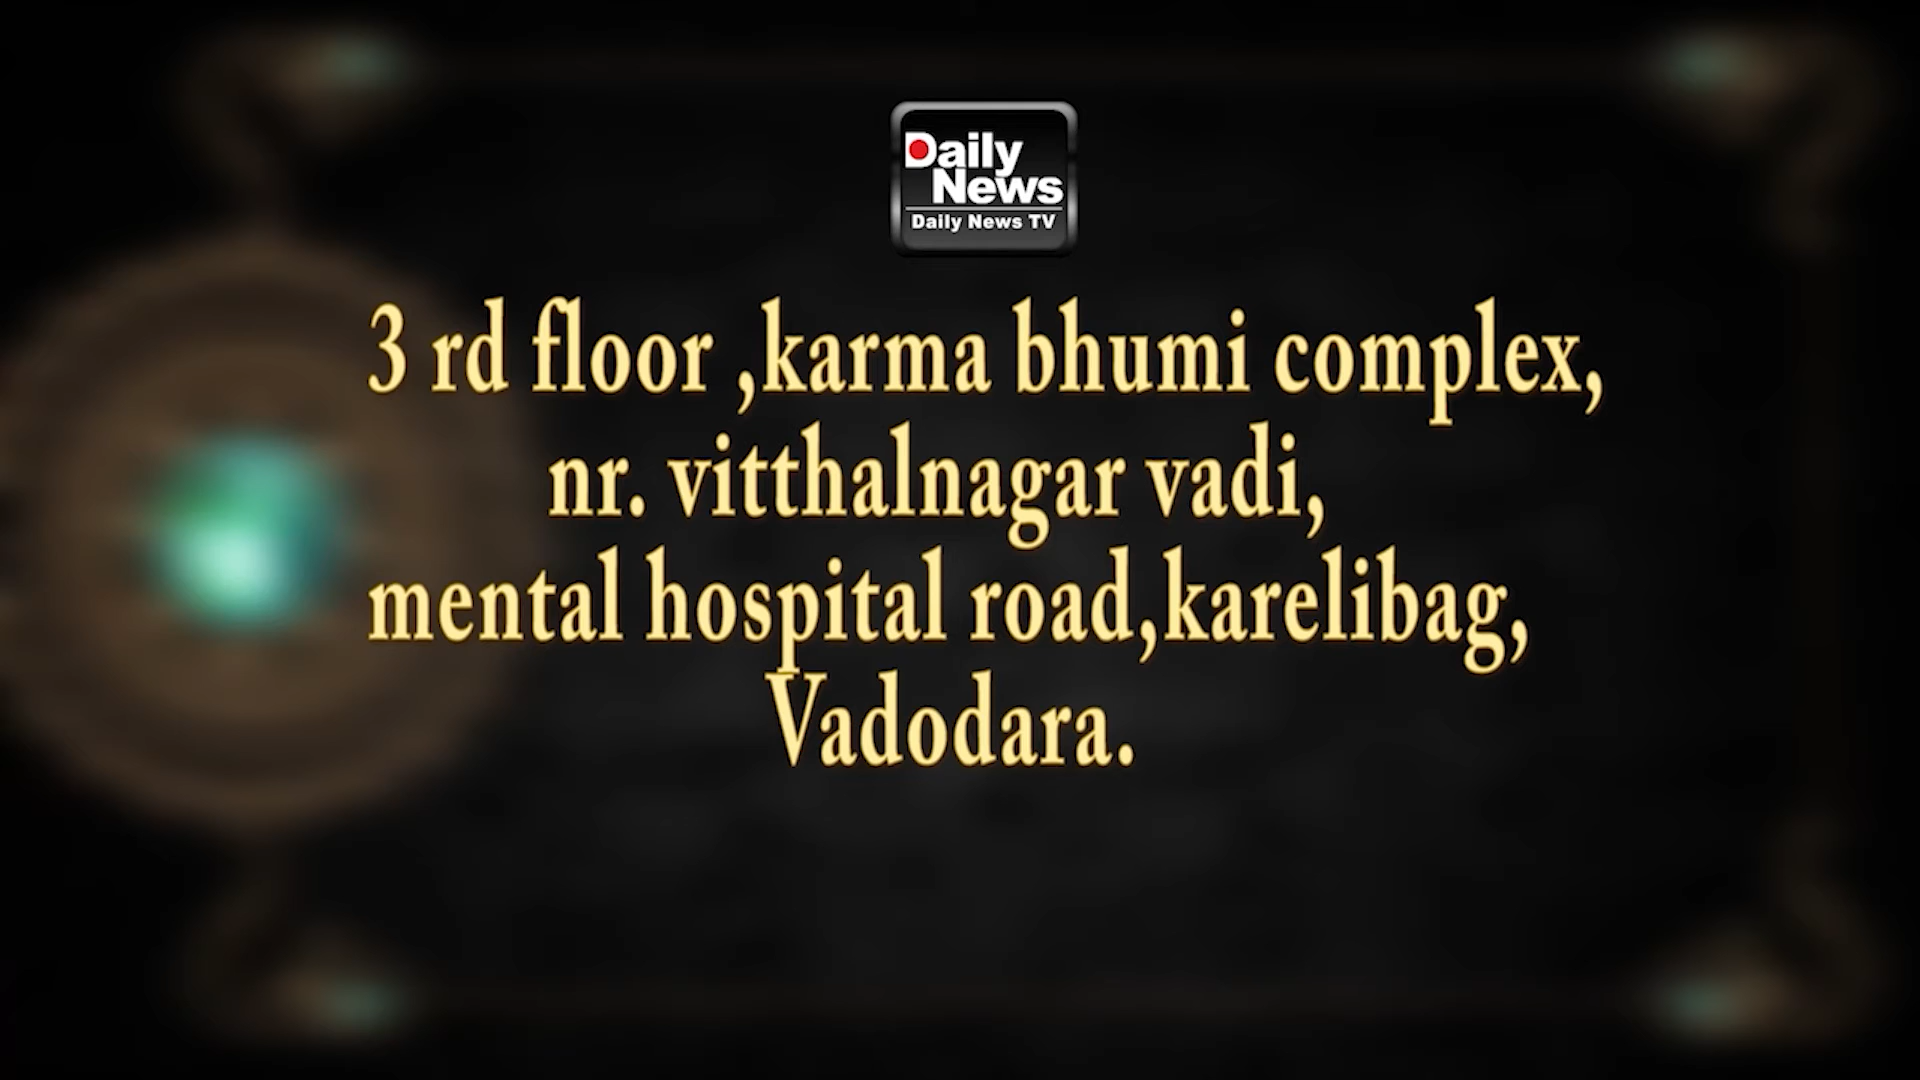 Daily
News
Daily News TV
3 rd floor ,karma bhumi complex,
nr. vitthalnagar vadi,
mental hospital road,karelibag,
Vadodara.